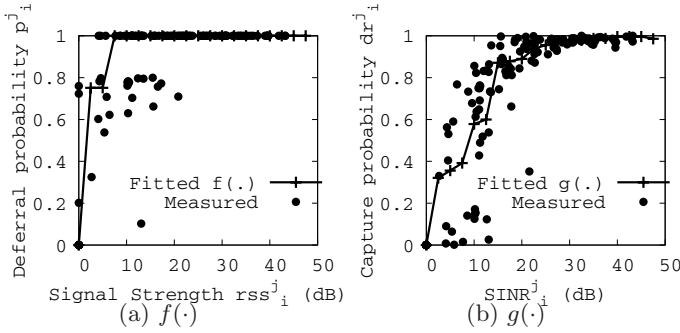 Deferral probability p^j_i
1
0.8
0.6
0.4
0.2
0
0 10 20 30 40 50
Fitted f(.)
Measured
Signal Strength rss^j_i (dB)
(a) f(·)
Capture probability dr^j_i
1
0.8
0.6
0.4
0.2
0
0 10 20 30 40 50
Fitted g(.)
Measured
SINR^j_i (dB)
(b) g(·)